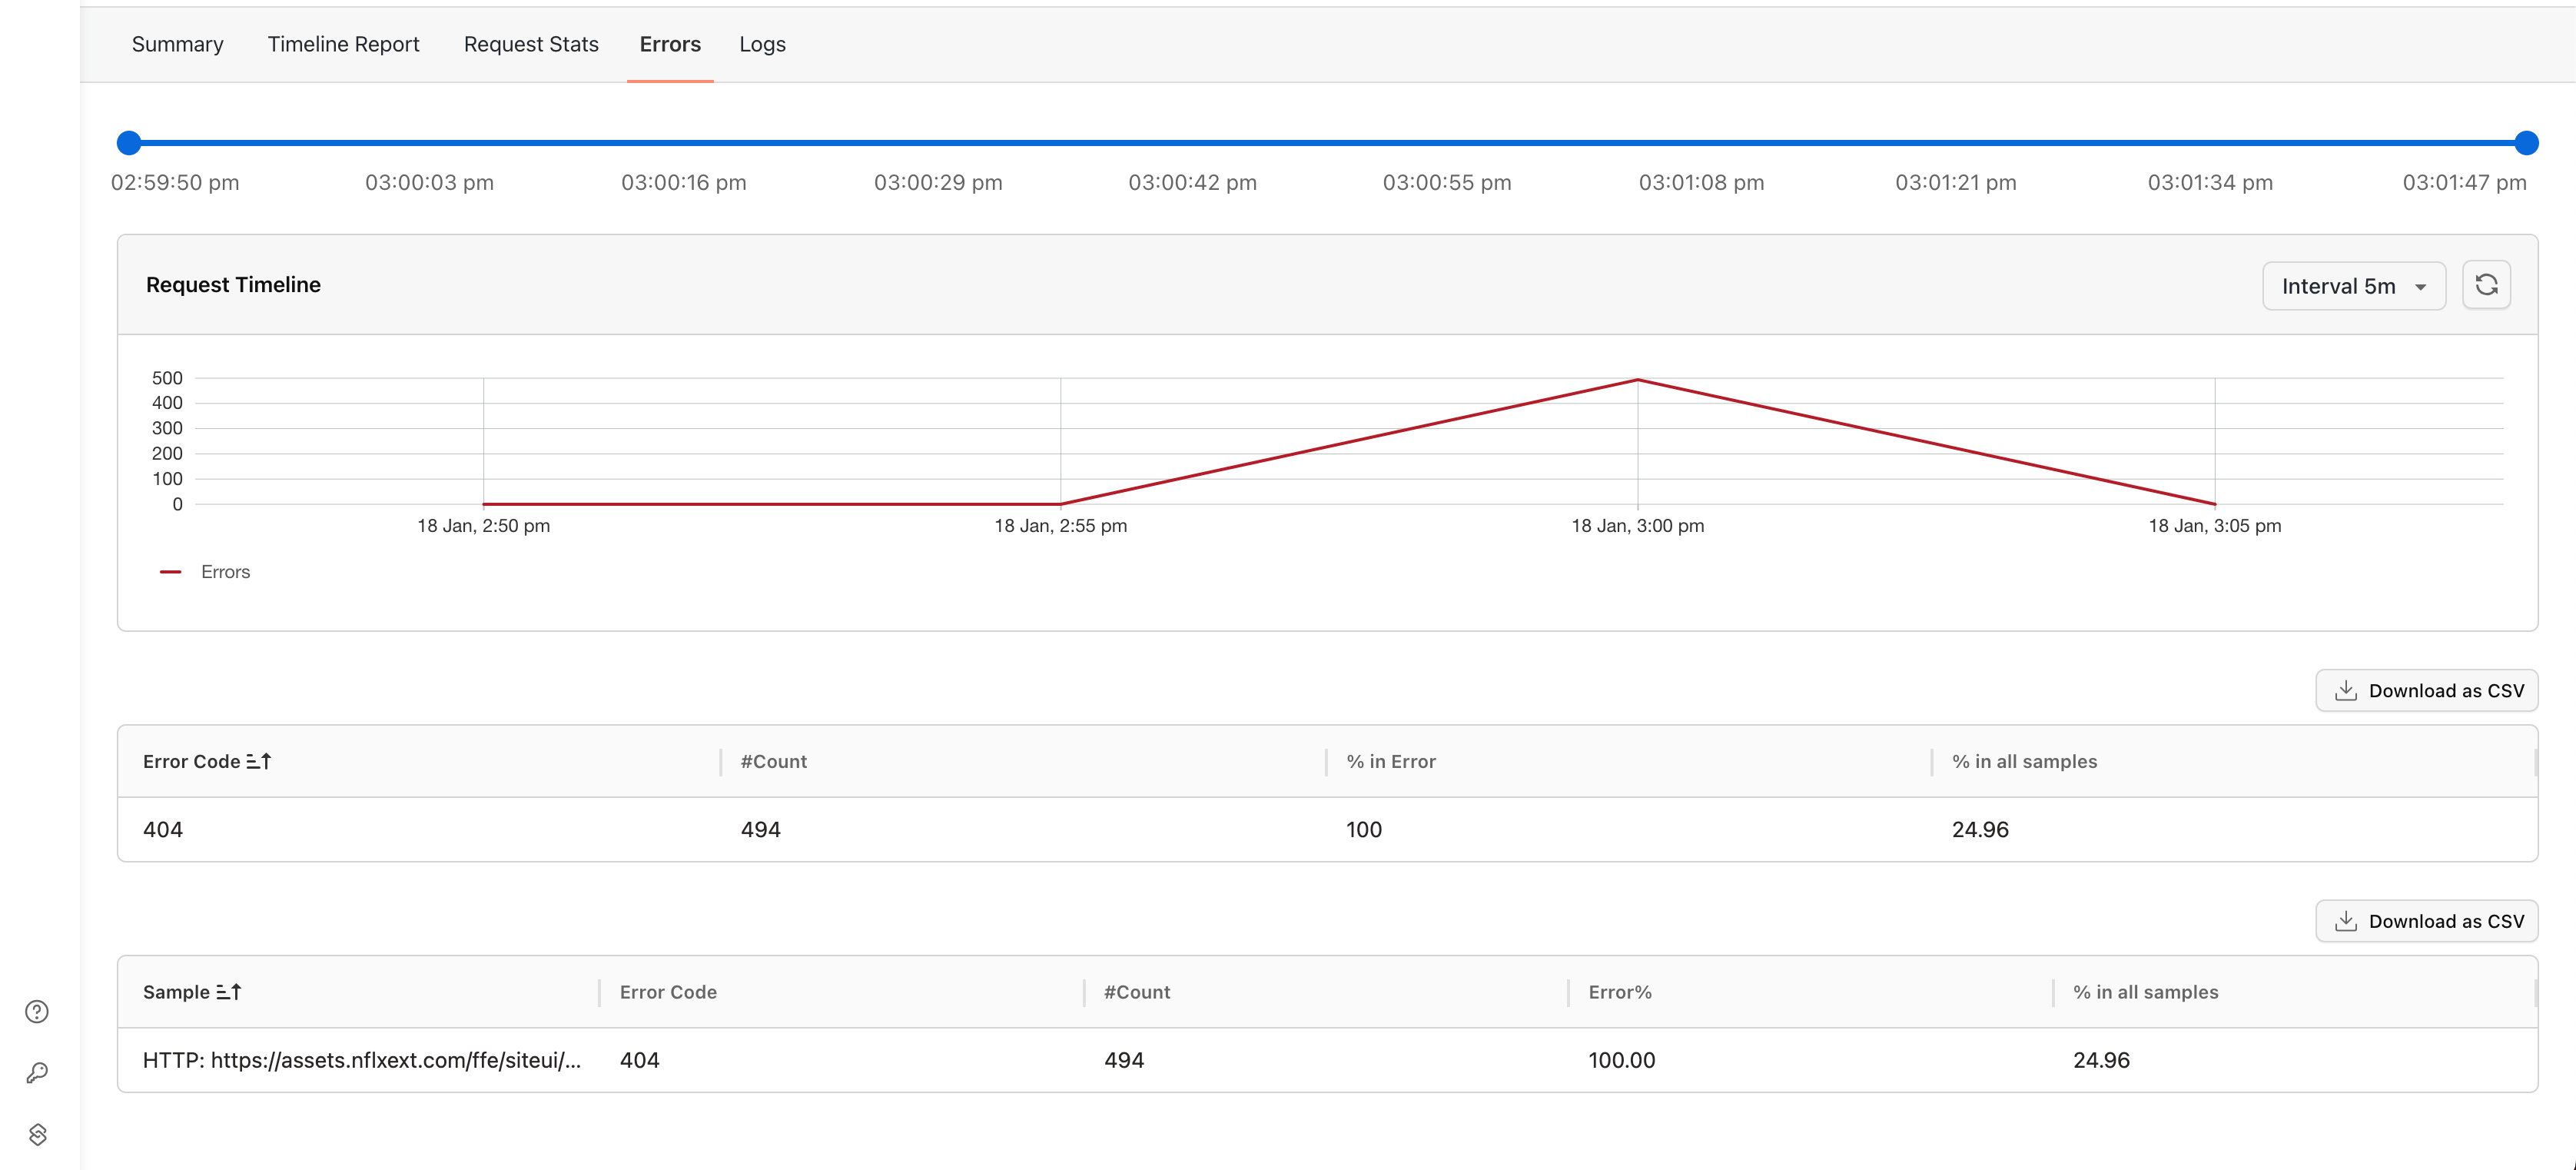 Summary Timeline Report Request Stats Errors Logs
02:59:50 pm 03:00:03 pm 03:00:16 pm 03:00:29 pm 03:00:42 pm 03:00:55 pm 03:01:08 pm 03:01:21 pm 03:01:34 pm 03:01:47 pm
Request Timeline Interval 5m
500
400
300
200
100
0
18 Jan, 2:50 pm 18 Jan, 2:55 pm 18 Jan, 3:00 pm 18 Jan, 3:05 pm
Errors
Download as CSV
Error Code #Count % in Error % in all samples
404 494 100 24.96
Download as CSV
Sample Error Code #Count Error% % in all samples
HTTP: https://assets.nflxext.com/ffe/siteui/... 404 494 100.00 24.96